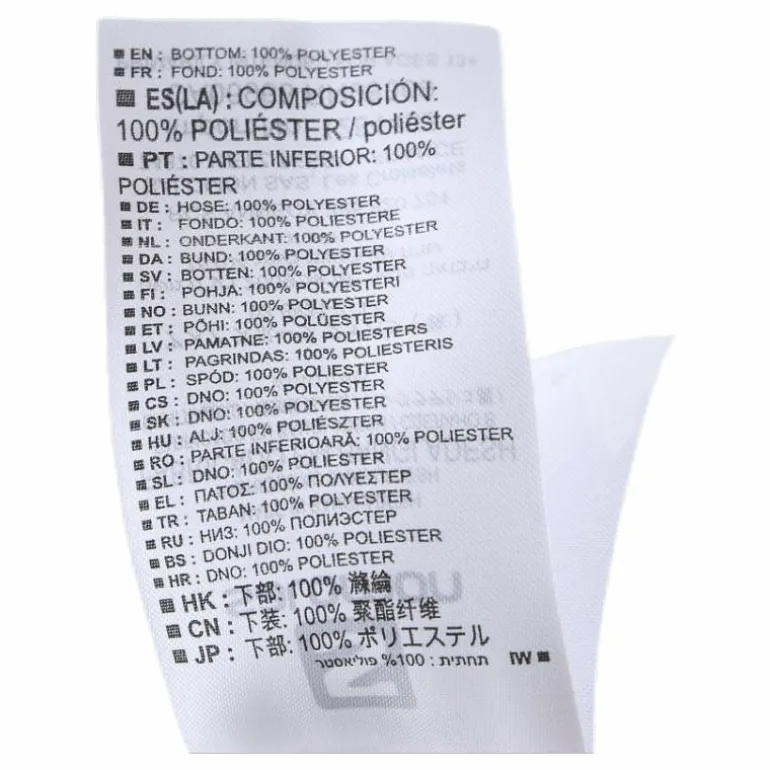 ■ EN : BOTTOM: 100% POLYESTER
■ FR : FOND: 100% POLYESTER
■ ES(LA) : COMPOSICIÓN:
100% POLIÉSTER / poliéster
■ PT : PARTE INFERIOR: 100%
POLIÉSTER
■ DE : HOSE: 100% POLYESTER
■ IT : FONDO: 100% POLIESTERE
■ NL : ONDERKANT: 100% POLYESTER
■ DA : BUND: 100% POLYESTER
■ SV : BOTTEN: 100% POLYESTER
■ FI : POHJA: 100% POLYESTERI
■ NO : BUNN: 100% POLYESTER
■ ET : PÕHI: 100% POLÜESTER
■ LV : PAMATNE: 100% POLIESTERS
■ LT : PAGRINDAS: 100% POLIESTERIS
■ PL : SPÓD: 100% POLIESTER
■ CS : DNO: 100% POLYESTER
■ SK : DNO: 100% POLYESTER
■ HU : ALJ: 100% POLIÉSZTER
■ RO : PARTE INFERIOARĂ: 100% POLIESTER
■ SL : DNO: 100% POLIESTER
■ EL : ΠΑΤΟΣ: 100% ΠΟΛΥΕΣΤΕΡ
■ TR : TABAN: 100% POLYESTER
■ RU : НИЗ: 100% ПОЛИЭСТЕР
■ BS : DONJI DIO: 100% POLIESTER
■ HR : DNO: 100% POLIESTER
■ HK : 下部: 100% 滌綸
■ CN : 下装: 100% 聚酯纤维
■ JP : 下部: 100% ポリエステル
■ IW תחתית : 100% פוליאסטר